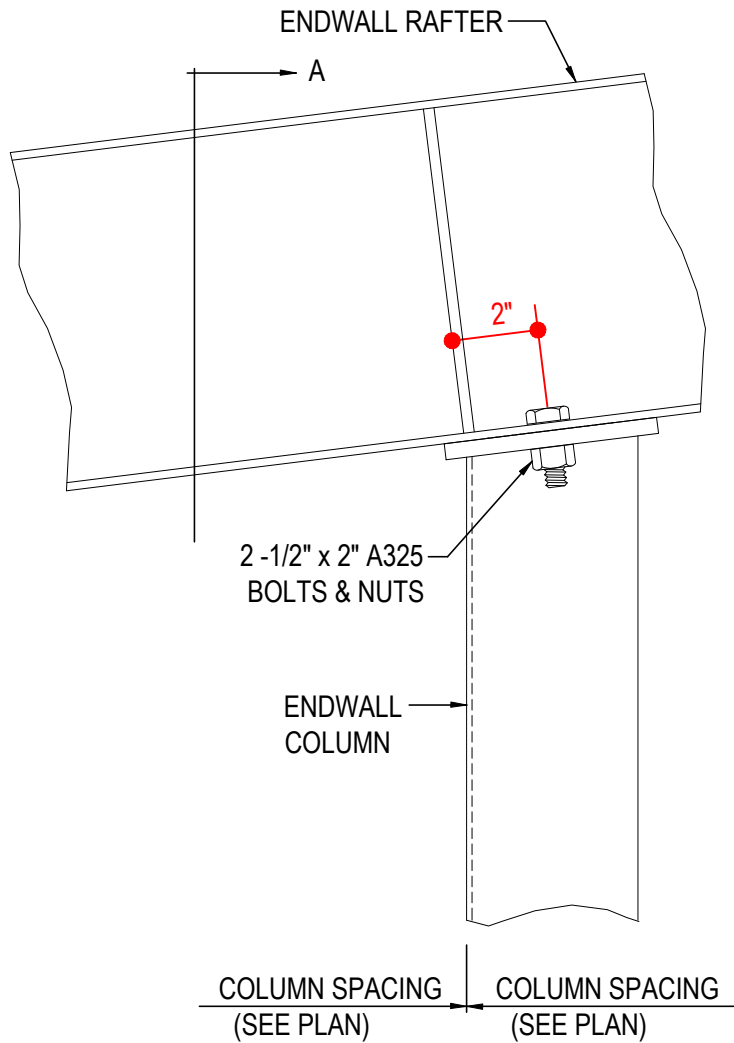 ENDWALL RAFTER
A
2"
2 -1/2" x 2" A325
BOLTS & NUTS
ENDWALL
COLUMN
COLUMN SPACING
(SEE PLAN)
COLUMN SPACING
(SEE PLAN)